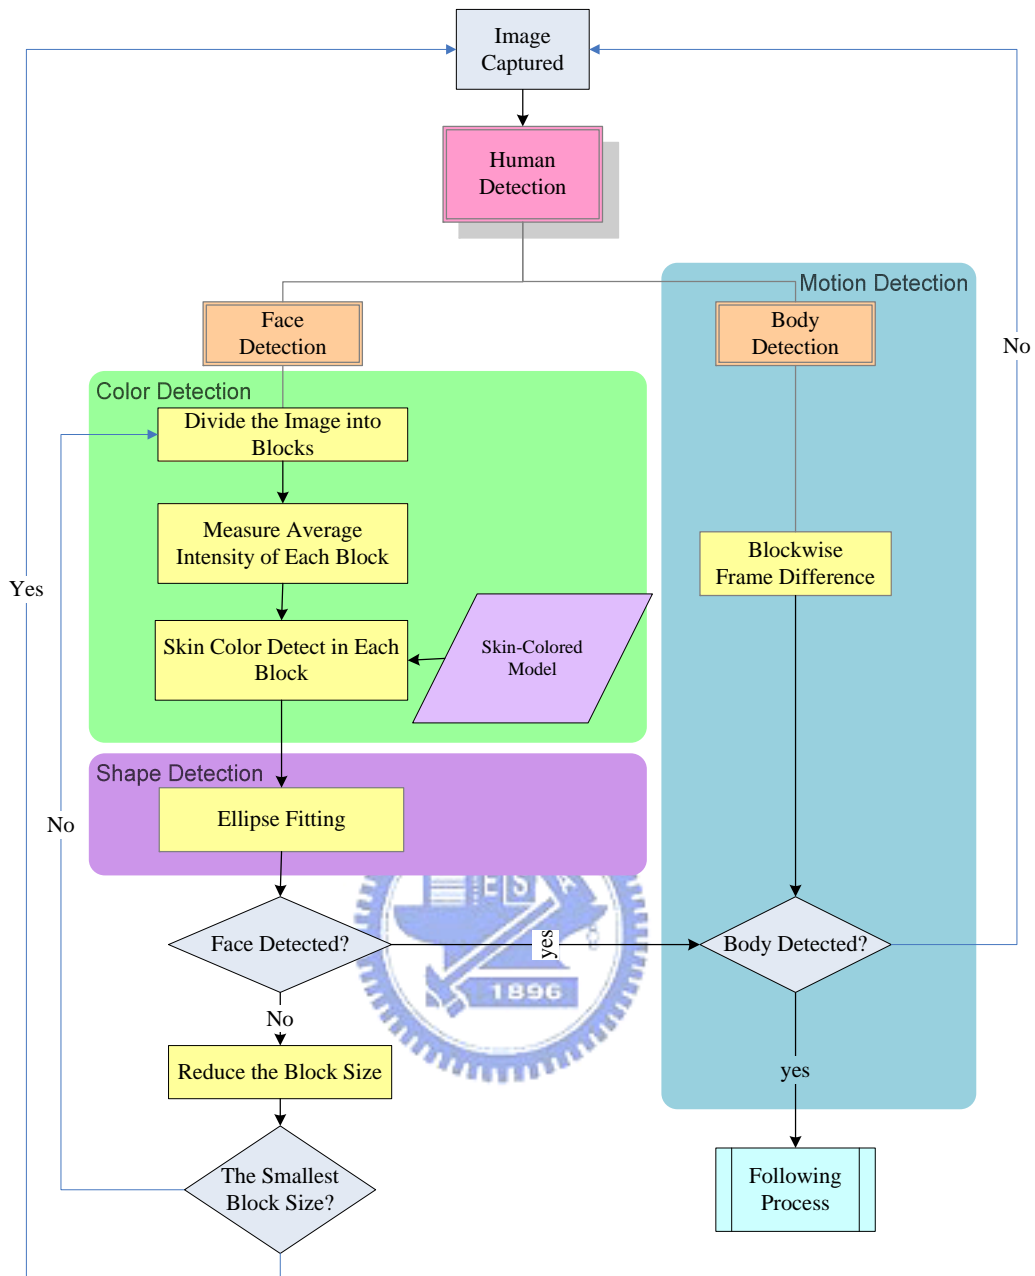 Image
Captured
Human
Detection
Motion Detection
Face
Detection
Body
Detection
No
Color Detection
Divide the Image into
Blocks
Measure Average
Intensity of Each Block
Blockwise
Frame Difference
Yes
Skin Color Detect in Each
Block
Skin-Colored
Model
Shape Detection
Ellipse Fitting
No
E S A
Face Detected?
yes
Body Detected?
1896
No
Reduce the Block Size
yes
The Smallest
Block Size?
Following
Process